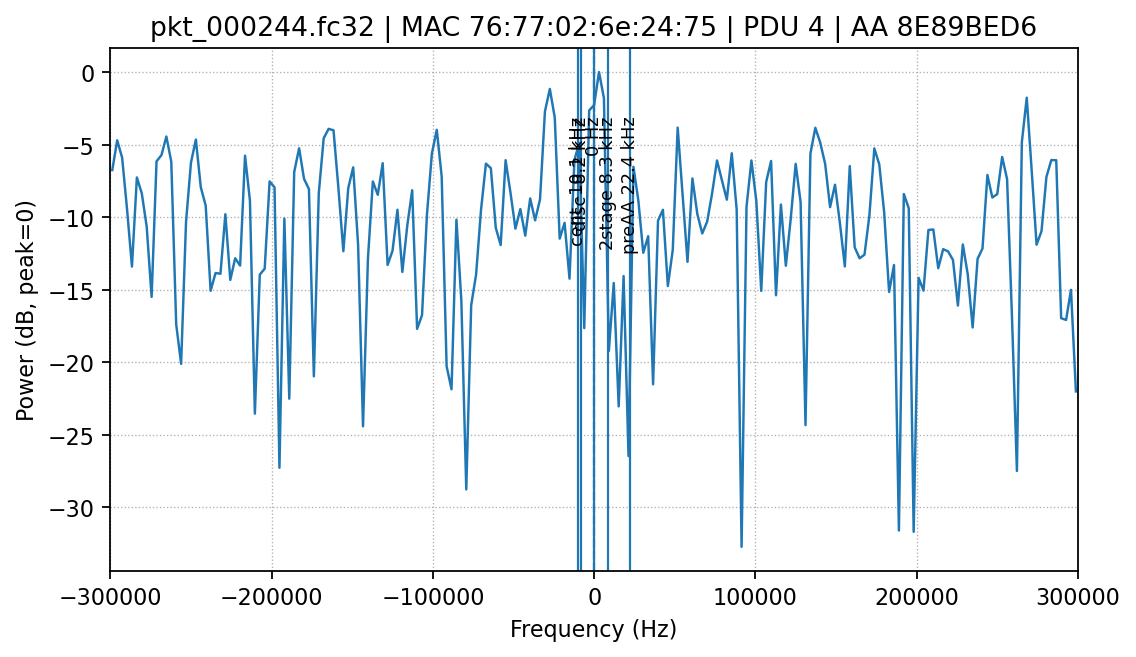 pkt_000244.fc32 | MAC 76:77:02:6e:24:75 | PDU 4 | AA 8E89BED6
Power (dB, peak=0)
0
−5
−10
−15
−20
−25
−30
0 Hz
2stage 8.3 kHz
preAA 22.4 kHz
−300000
−200000
−100000
0
100000
200000
300000
Frequency (Hz)